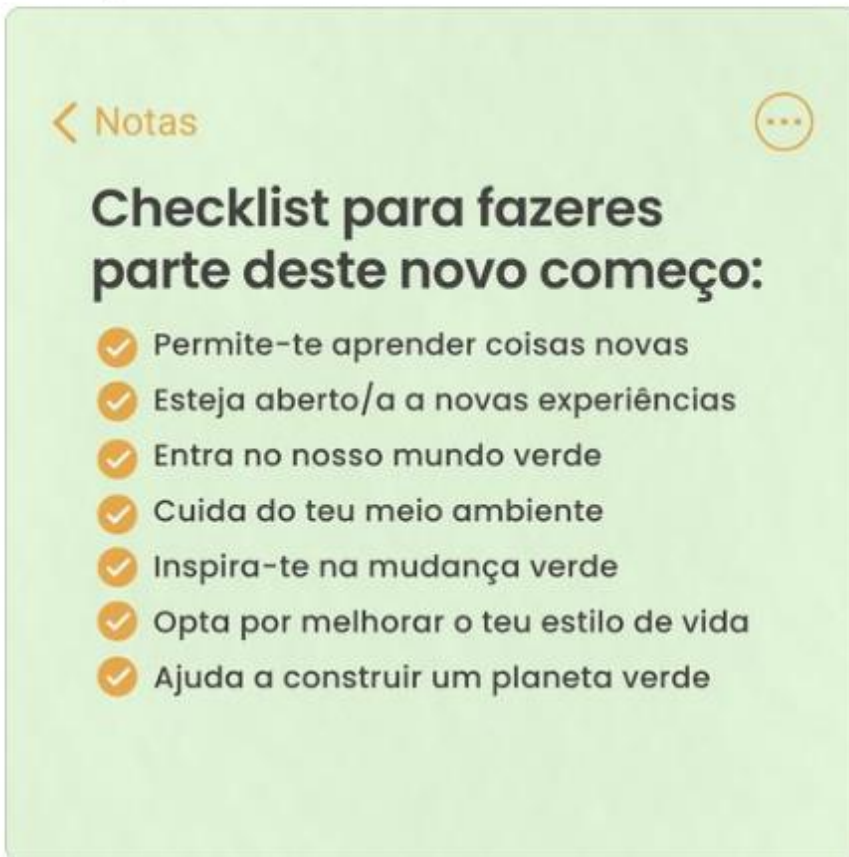 Notas
Checklist para fazeres
parte deste novo começo:
Permite-te aprender coisas novas
Esteja aberto/a a novas experiências
Entra no nosso mundo verde
Cuida do teu meio ambiente
Inspira-te na mudança verde
Opta por melhorar o teu estilo de vida
Ajuda a construir um planeta verde